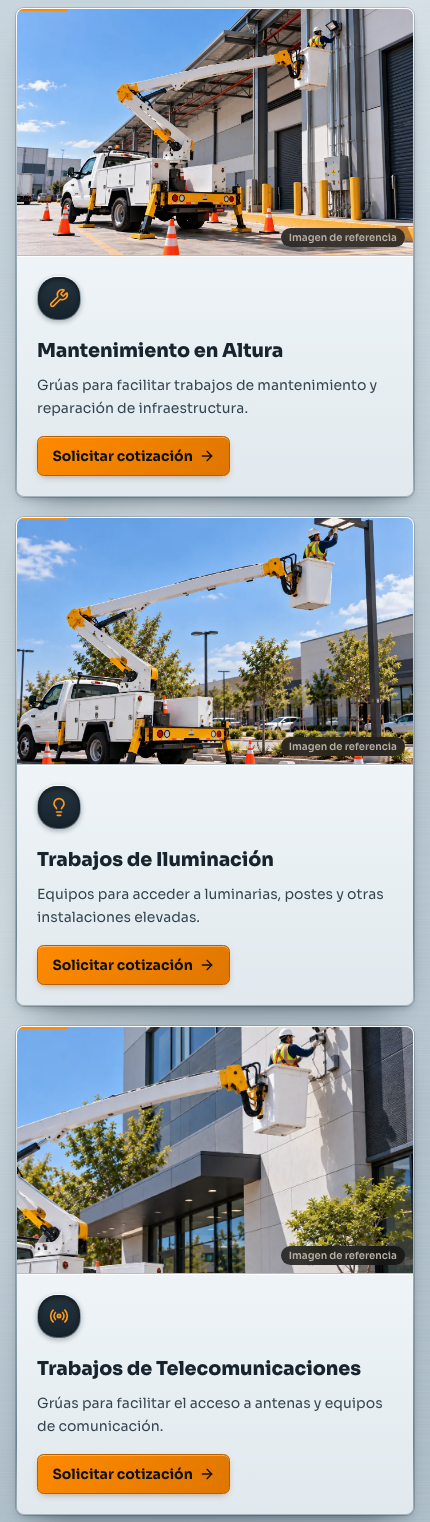 Imagen de referencia
Mantenimiento en Altura
Grúas para facilitar trabajos de mantenimiento y
reparación de infraestructura.
Solicitar cotización →
Imagen de referencia
Trabajos de Iluminación
Equipos para acceder a luminarias, postes y otras
instalaciones elevadas.
Solicitar cotización →
Imagen de referencia
Trabajos de Telecomunicaciones
Grúas para facilitar el acceso a antenas y equipos
de comunicación.
Solicitar cotización →